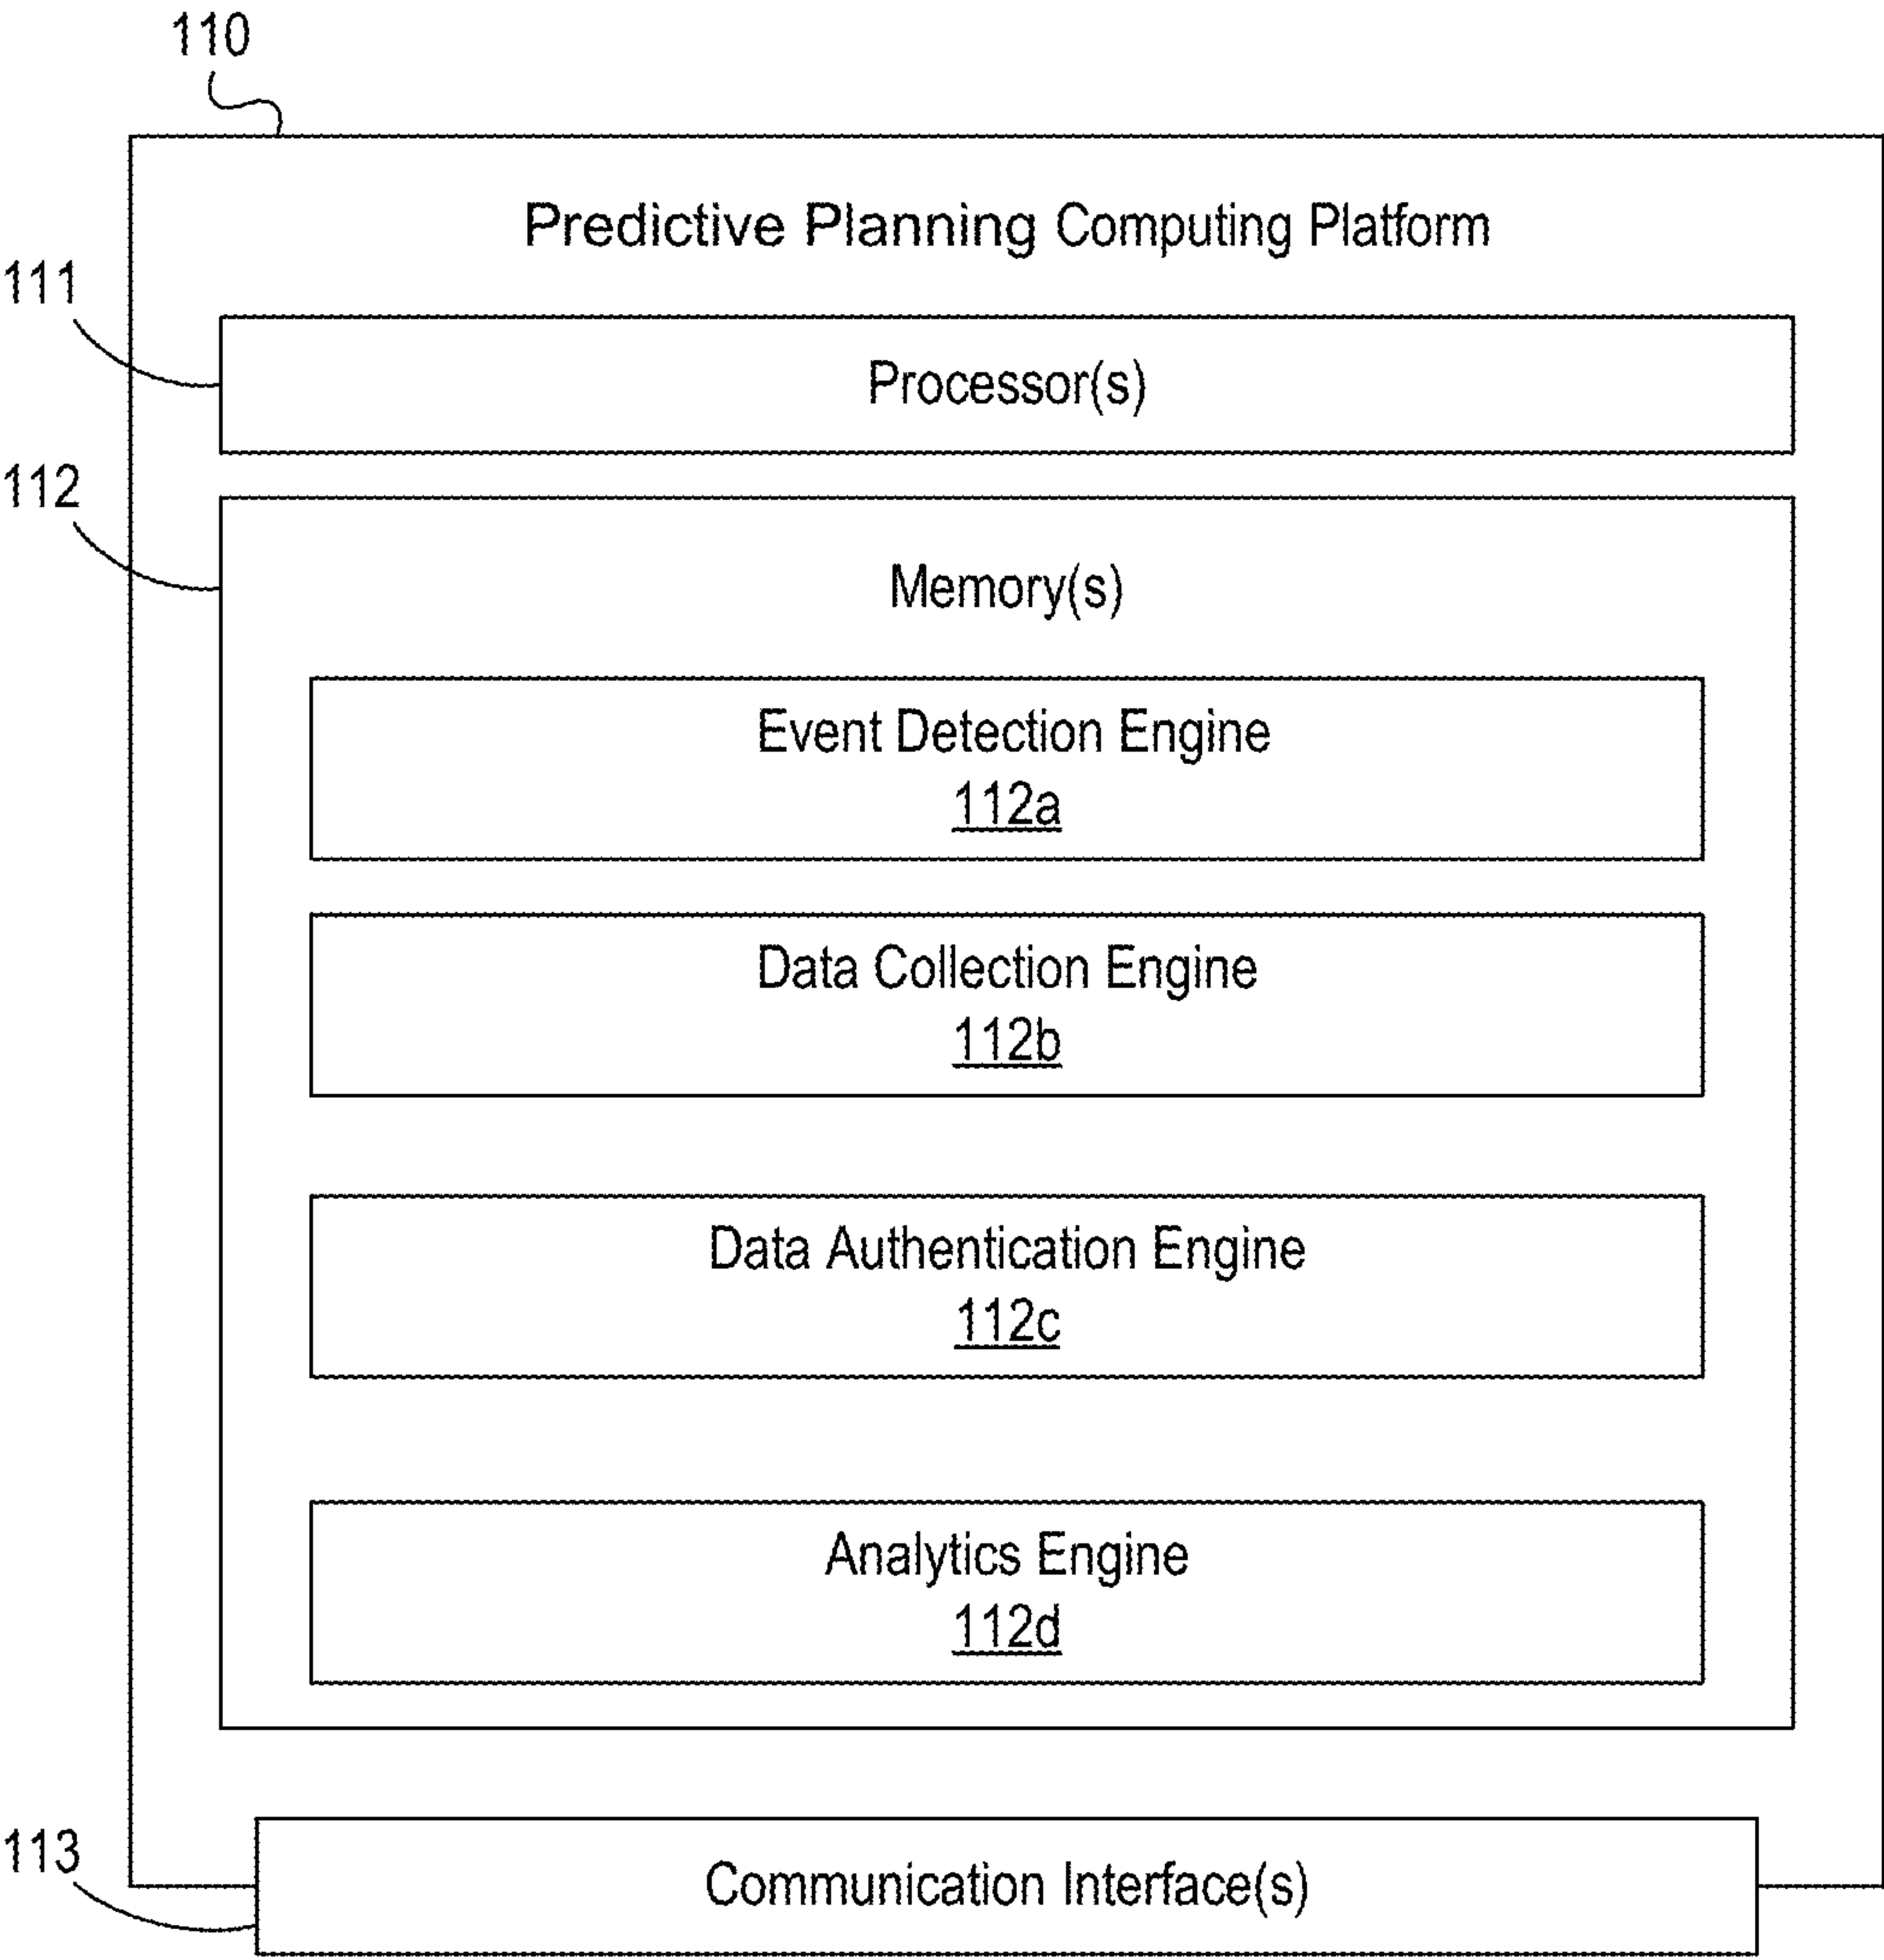 110
Predictive Planning Computing Platform
111
Processor(s)
112
Memory(s)
Event Detection Engine
112a
Data Collection Engine
112b
Data Authentication Engine
112c
Analytics Engine
112d
113
Communication Interface(s)